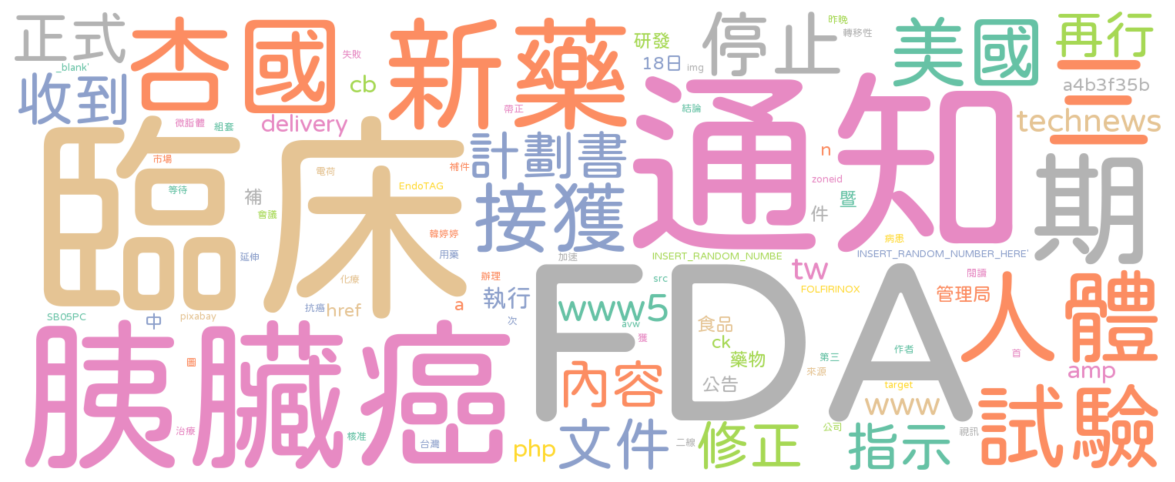 正式
杏國
新藥
研發
停止
昨晚
轉移性
美國
再行
_blank'
失敗
18日
img
收到
cb
三
a4b3f35b
微脂體
組套
delivery
帶正
結論
通知
technews
臨床
市場
電荷
補件
計劃書
n
zoneid
期
等待
補
EndoTAG
接獲
件
暨
會議
韓婷婷
用藥
延伸
加速
INSERT_RANDOM_NUMBE
病患
INSERT_RANDOM_NUMBER_HERE'
化療
辦理
tw
閱讀
抗癌
href
a
執行
www5
src
FOLFIRINOX
管理局
人體
SB05PC
中
pixabay
次
FDA
avw
食品
胰臟癌
獲
ck
圖
藥物
第三
作者
首
內容
公告
來源
amp
target
www
試驗
治療
核准
台灣
php
文件
二線
修正
公司
指示
視訊